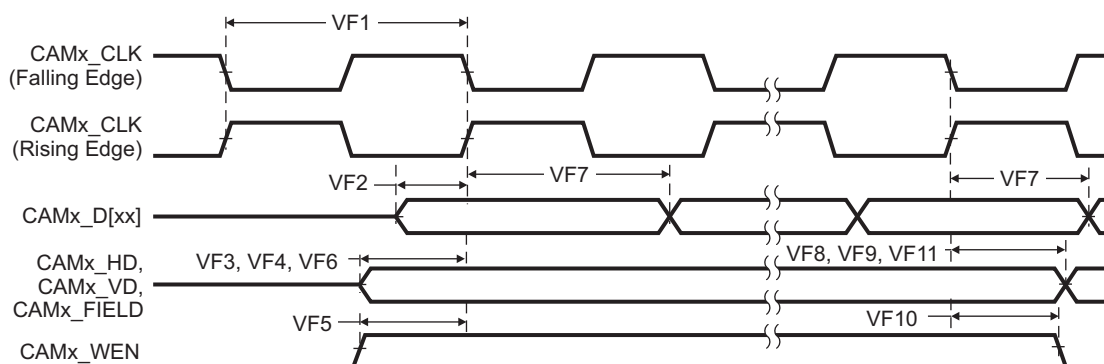 VF1
CAMx_CLK
(Falling Edge)
CAMx_CLK
(Rising Edge)
VF2
VF7
VF7
CAMx_D[xx]
CAMx_HD,
CAMx_VD,
CAMx_FIELD
VF3, VF4, VF6
VF8, VF9, VF11
VF5
VF10
CAMx_WEN